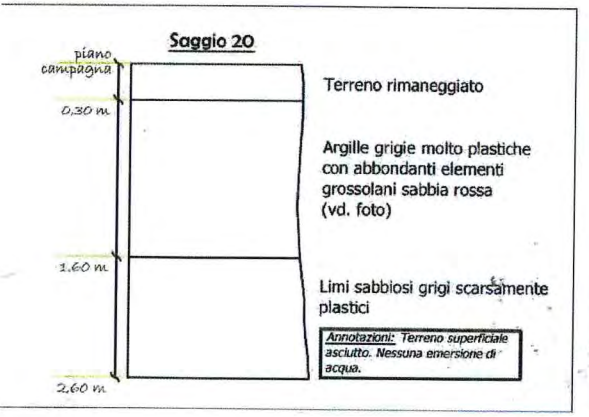 Saggio 20
piano
campagna
Terreno rimaneggiato
0,30 m
Argille grigie molto plastiche
con abbondanti elementi
grossolani sabbia rossa
(vd. foto)
1.60 m
Limi sabbiosi grigi scarsamente
plastici
Annotazioni: Terreno superficiale
asciutto. Nessuna emersione di
acqua.
2.60 m